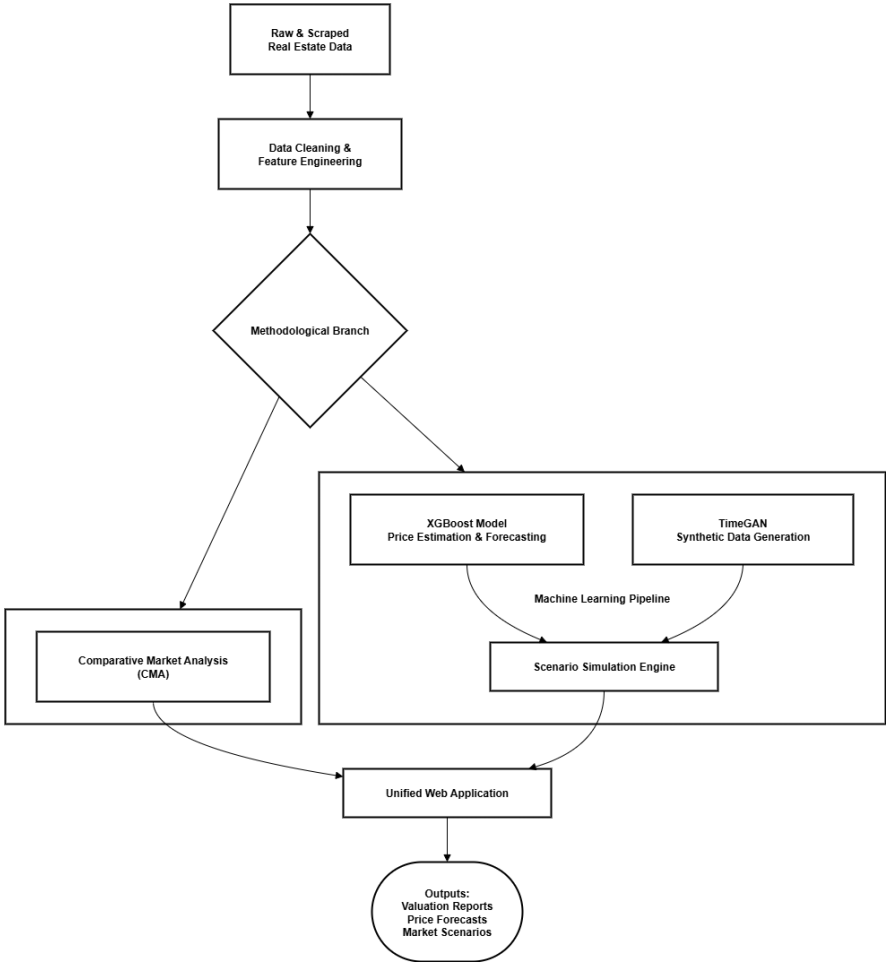 Raw & Scraped
Real Estate Data
Data Cleaning &
Feature Engineering
Methodological Branch
XGBoost Model
Price Estimation & Forecasting
TimeGAN
Synthetic Data Generation
Machine Learning Pipeline
Comparative Market Analysis
(CMA)
Scenario Simulation Engine
Unified Web Application
Outputs:
Valuation Reports
Price Forecasts
Market Scenarios